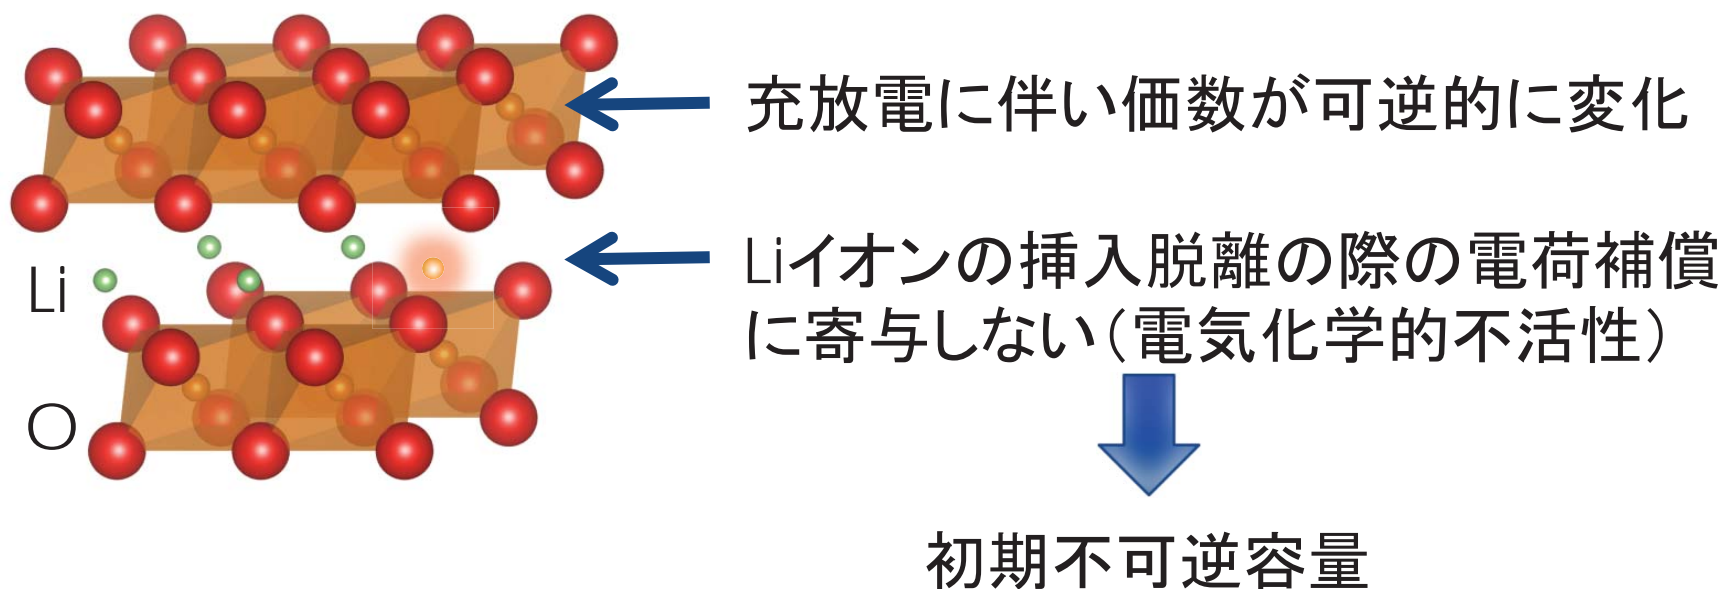 充放電に伴い価数が可逆的に変化
Liイオンの挿入脱離の際の電荷補償
に寄与しない（電気化学的不活性）
Li
O
初期不可逆容量